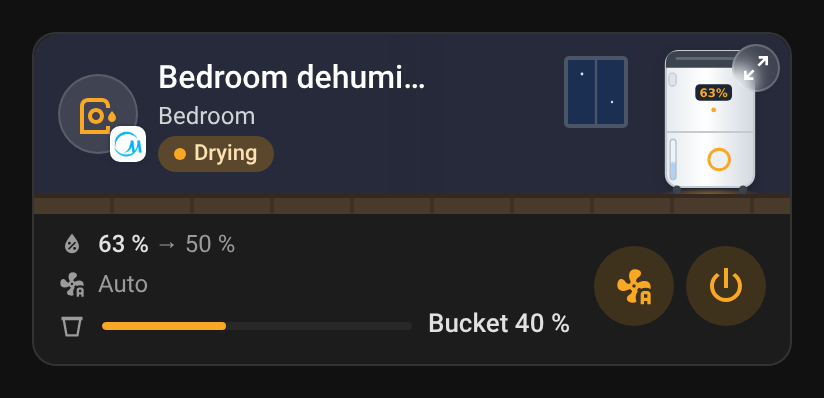 Bedroom dehumi…
Bedroom
Drying
63%
63 % → 50 %
Auto
Bucket 40 %